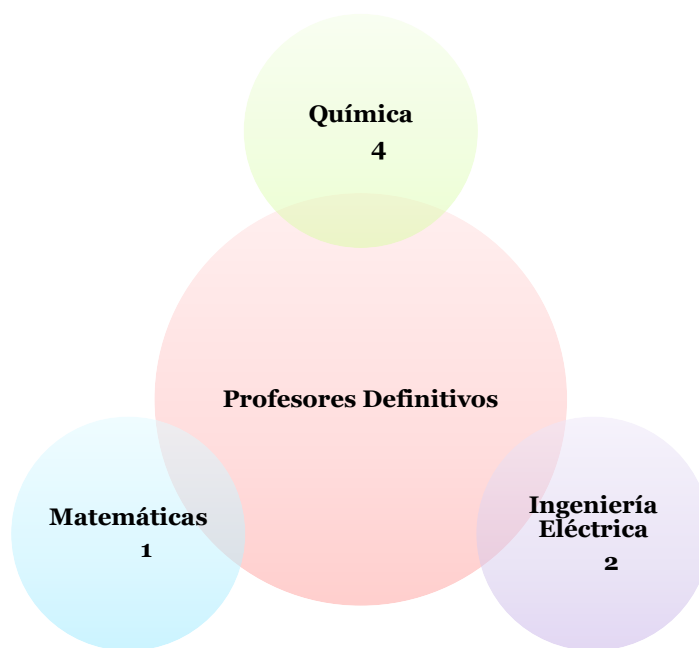 Química
4
Profesores Definitivos
Matemáticas
1
Ingeniería
Eléctrica
2